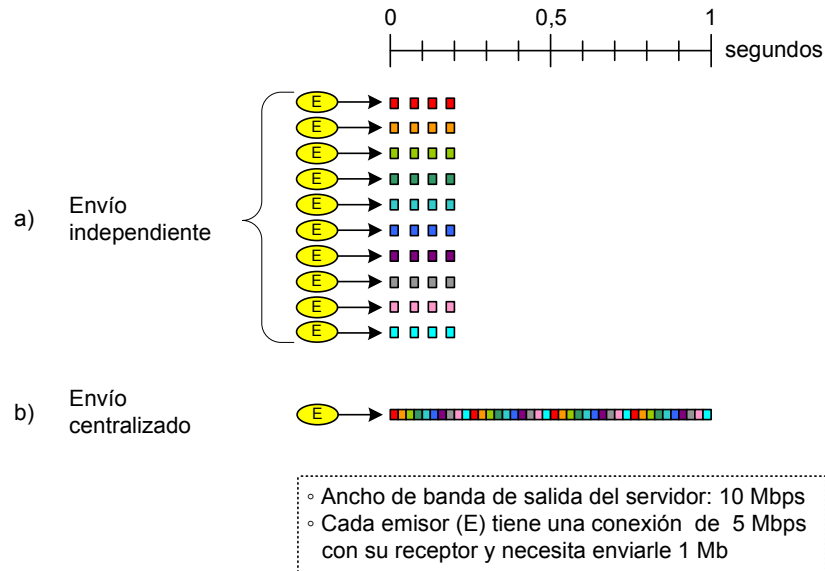 0 0,5 1
segundos
E
E
E
E
a) Envío
independiente
E
E
E
E
E
E
b) Envío
centralizado
E
◦ Ancho de banda de salida del servidor: 10 Mbps
◦ Cada emisor (E) tiene una conexión de 5 Mbps
con su receptor y necesita enviarle 1 Mb